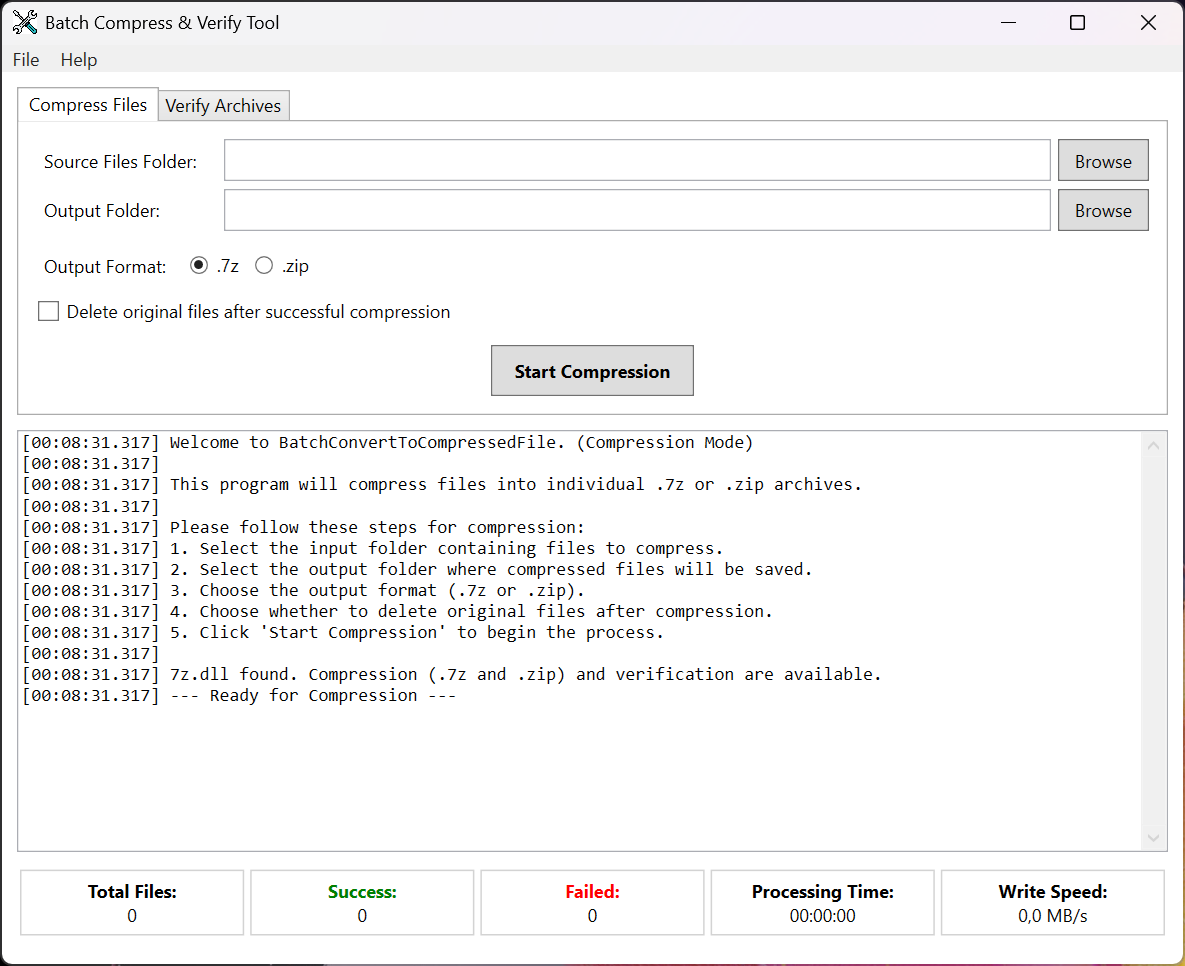 Batch Compress & Verify Tool
File Help
Compress Files Verify Archives
Source Files Folder: Browse
Output Folder: Browse
Output Format: .7z .zip
Delete original files after successful compression
Start Compression
[00:08:31.317] Welcome to BatchConvertToCompressedFile. (Compression Mode)
[00:08:31.317]
[00:08:31.317] This program will compress files into individual .7z or .zip archives.
[00:08:31.317]
[00:08:31.317] Please follow these steps for compression:
[00:08:31.317] 1. Select the input folder containing files to compress.
[00:08:31.317] 2. Select the output folder where compressed files will be saved.
[00:08:31.317] 3. Choose the output format (.7z or .zip).
[00:08:31.317] 4. Choose whether to delete original files after compression.
[00:08:31.317] 5. Click 'Start Compression' to begin the process.
[00:08:31.317]
[00:08:31.317] 7z.dll found. Compression (.7z and .zip) and verification are available.
[00:08:31.317] --- Ready for Compression ---
Total Files: Success: Failed: Processing Time: Write Speed:
0 0 0 00:00:00 0,0 MB/s